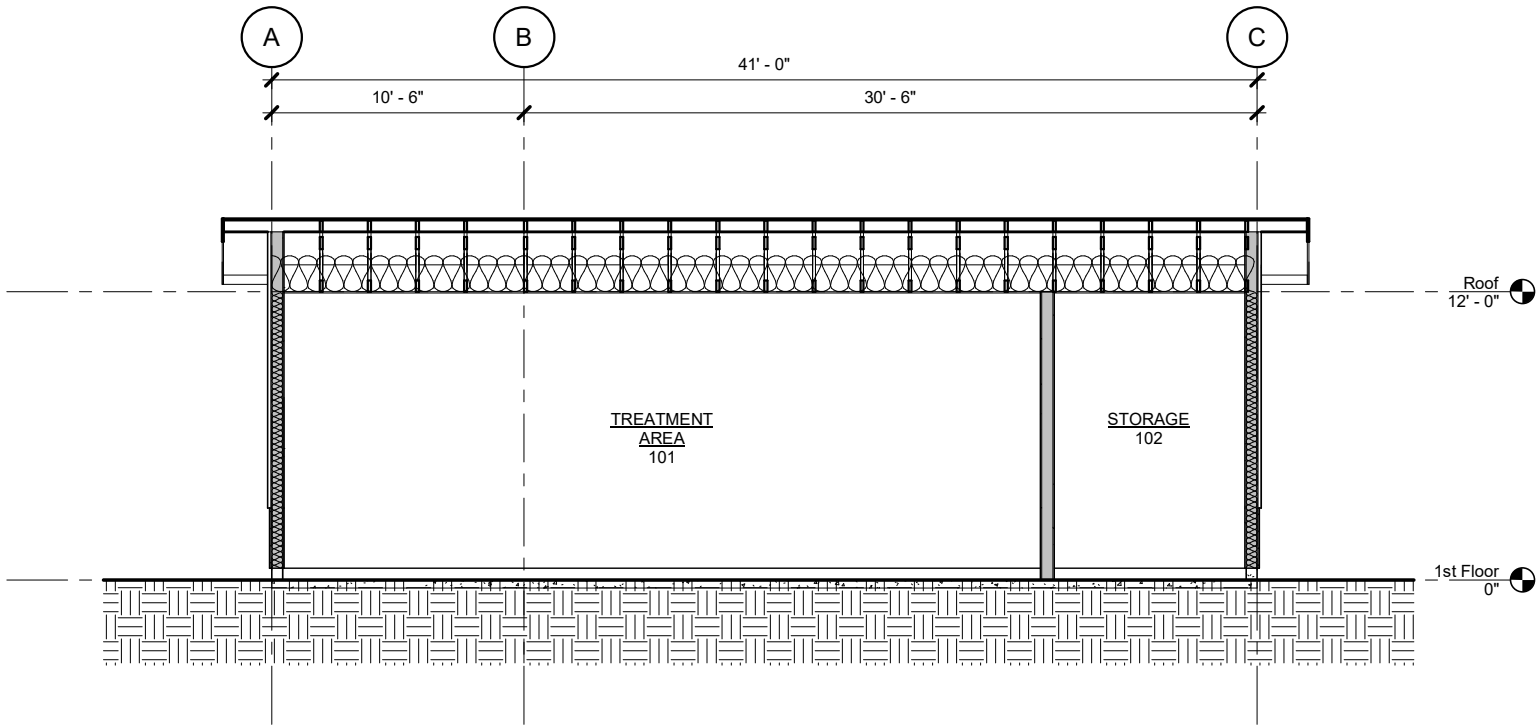 A
B
C
41' - 0"
10' - 6"
30' - 6"
Roof
12' - 0"
TREATMENT
AREA
101
STORAGE
102
1st Floor
0"